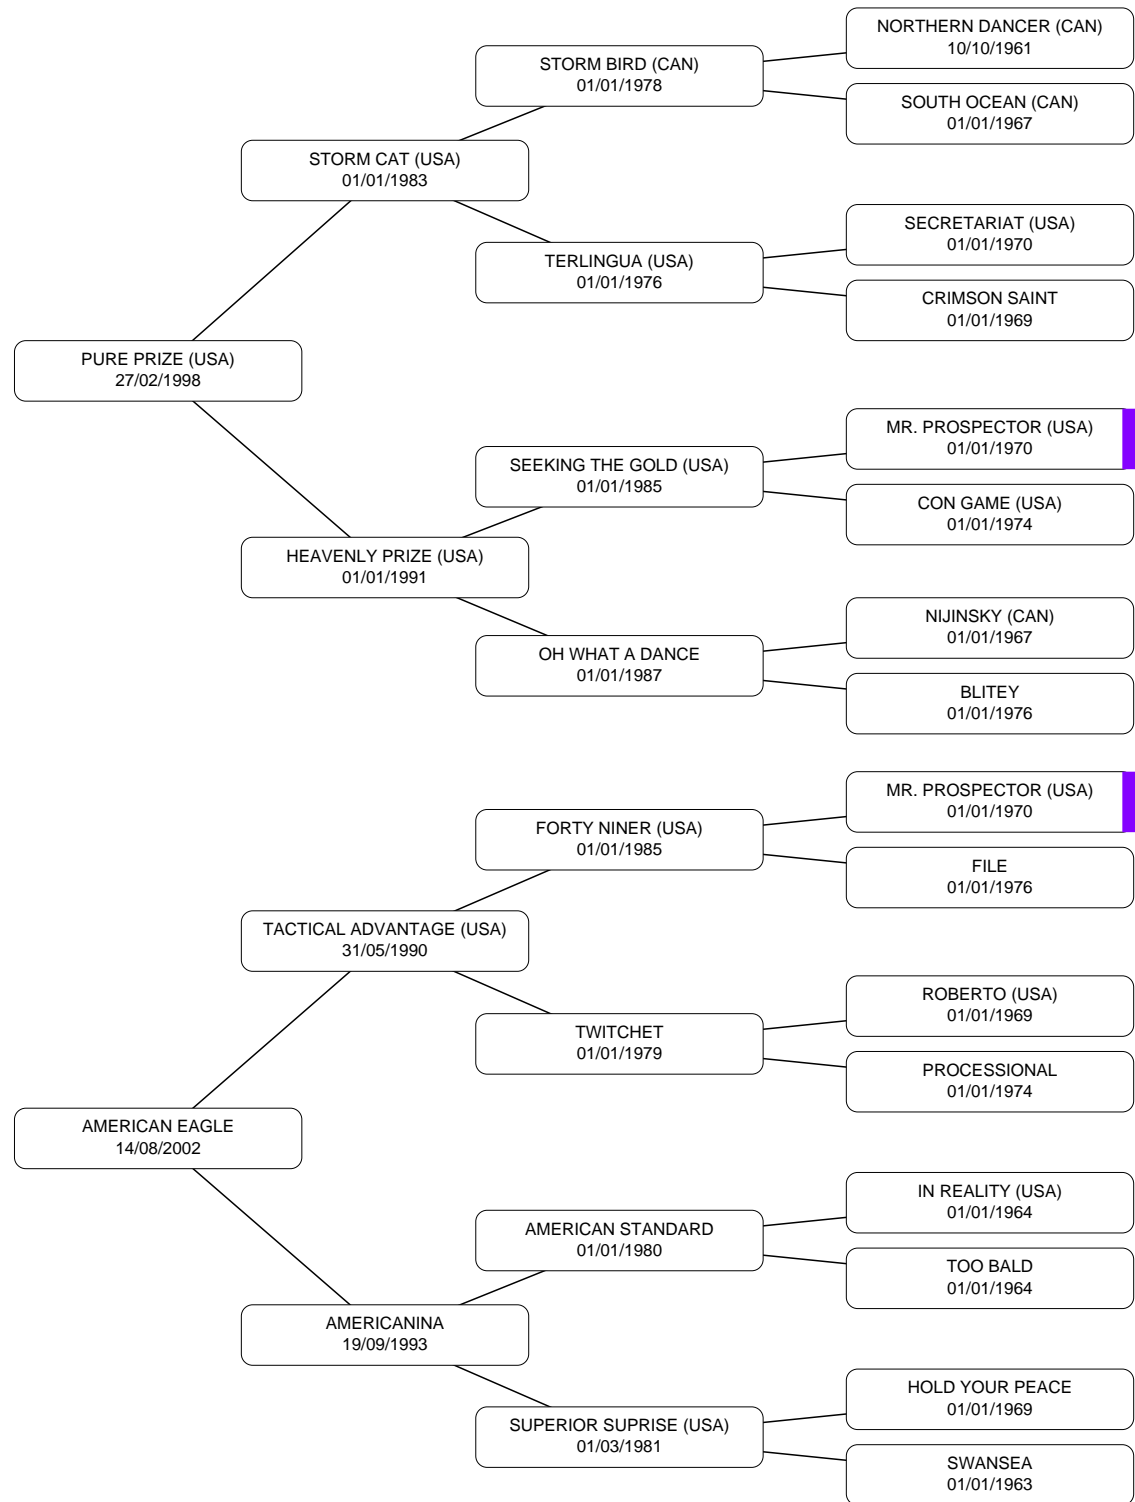 NORTHERN DANCER (CAN)
10/10/1961
STORM BIRD (CAN)
01/01/1978
SOUTH OCEAN (CAN)
01/01/1967
STORM CAT (USA)
01/01/1983
SECRETARIAT (USA)
01/01/1970
TERLINGUA (USA)
01/01/1976
CRIMSON SAINT
01/01/1969
PURE PRIZE (USA)
27/02/1998
MR. PROSPECTOR (USA)
01/01/1970
SEEKING THE GOLD (USA)
01/01/1985
CON GAME (USA)
01/01/1974
HEAVENLY PRIZE (USA)
01/01/1991
NIJINSKY (CAN)
01/01/1967
OH WHAT A DANCE
01/01/1987
BLITEY
01/01/1976
MR. PROSPECTOR (USA)
01/01/1970
FORTY NINER (USA)
01/01/1985
FILE
01/01/1976
TACTICAL ADVANTAGE (USA)
31/05/1990
ROBERTO (USA)
01/01/1969
TWITCHET
01/01/1979
PROCESSIONAL
01/01/1974
AMERICAN EAGLE
14/08/2002
IN REALITY (USA)
01/01/1964
AMERICAN STANDARD
01/01/1980
TOO BALD
01/01/1964
AMERICANINA
19/09/1993
HOLD YOUR PEACE
01/01/1969
SUPERIOR SUPRISE (USA)
01/03/1981
SWANSEA
01/01/1963